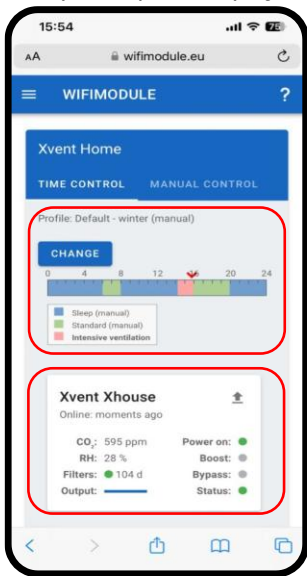 15:54
75
AA wifimodule.eu
WIFIMODULE ?
Xvent Home
TIME CONTROL MANUAL CONTROL
Profile: Default - winter (manual)
CHANGE
0 4 8 12 16 20 24
Sleep (manual)
Standard (manual)
Intensive ventilation
Xvent Xhouse
Online: moments ago
CO₂: 595 ppm Power on:
RH: 28 % Boost:
Filters: 104 d Bypass:
Output: Status: